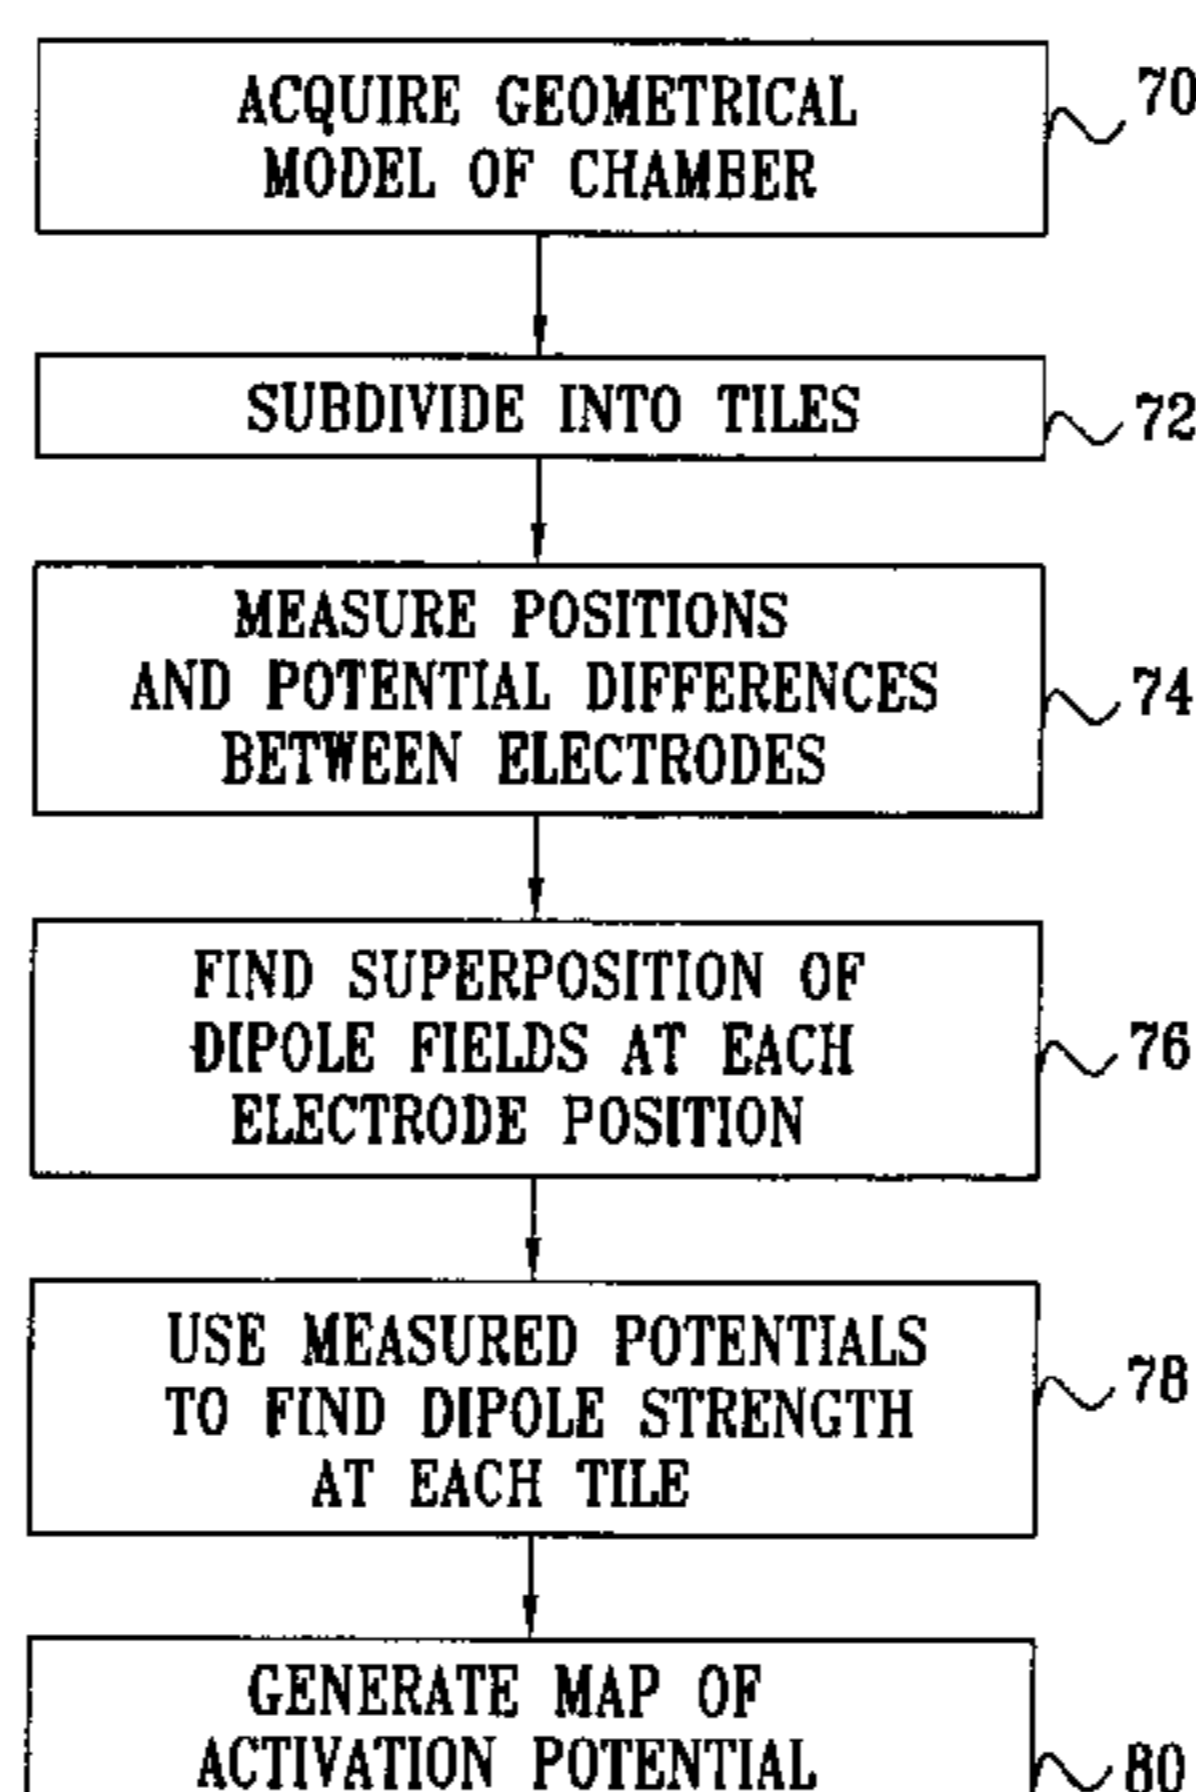 ACQUIRE GEOMETRICAL
MODEL OF CHAMBER
70
SUBDIVIDE INTO TILES
72
MEASURE POSITIONS
AND POTENTIAL DIFFERENCES
BETWEEN ELECTRODES
74
FIND SUPERPOSITION OF
DIPOLE FIELDS AT EACH
ELECTRODE POSITION
76
USE MEASURED POTENTIALS
TO FIND DIPOLE STRENGTH
AT EACH TILE
78
GENERATE MAP OF
ACTIVATION POTENTIAL
80